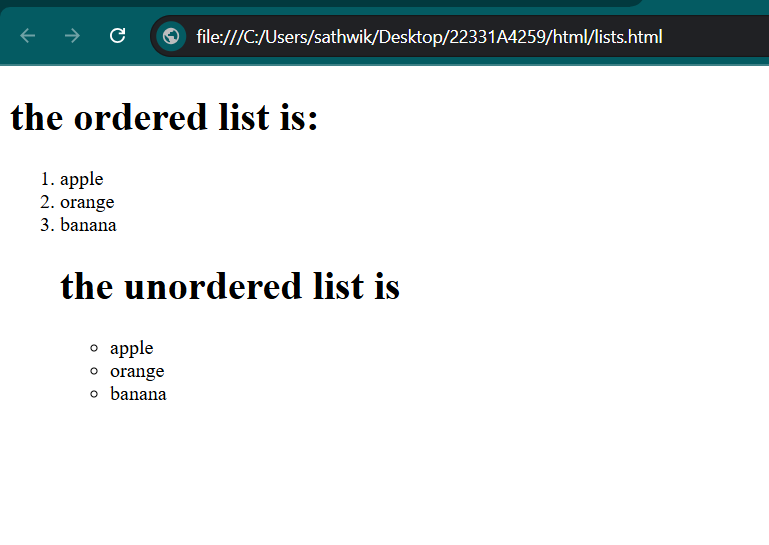 file:///C:/Users/sathwik/Desktop/22331A4259/html/lists.html
the ordered list is:
1. apple
2. orange
3. banana
the unordered list is
apple
orange
banana